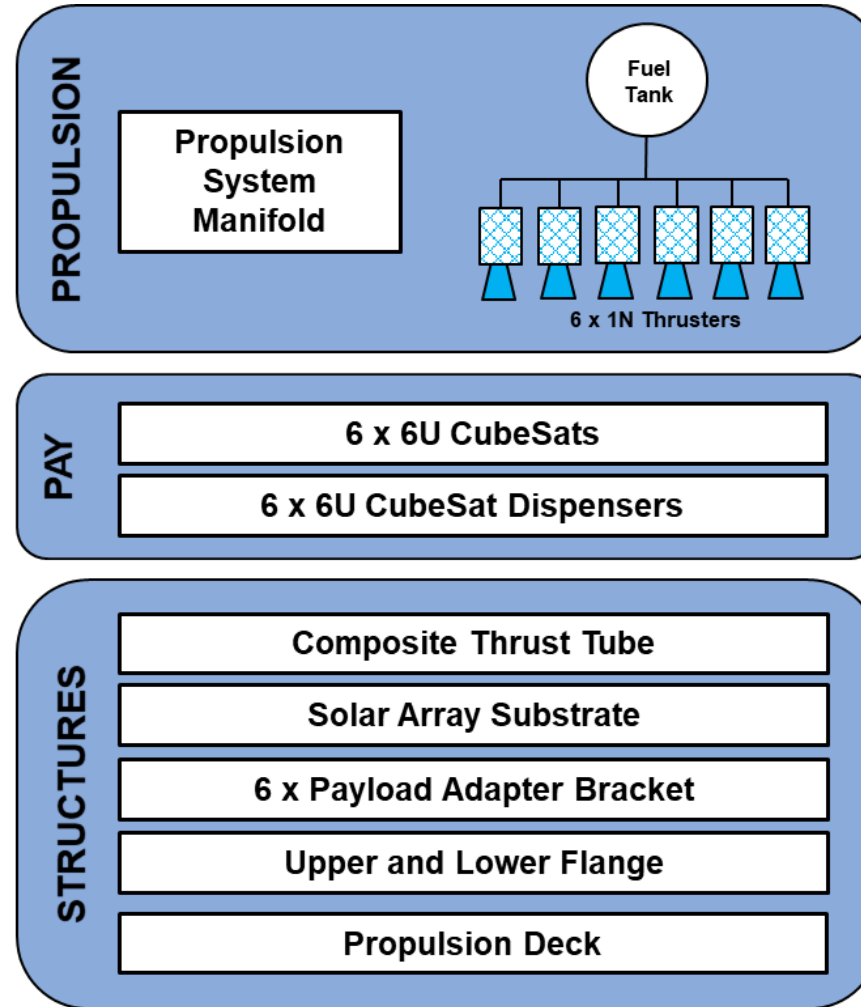 PROPULSION
Propulsion
System
Manifold
Fuel
Tank
6 x 1N Thrusters
PAY
6 x 6U CubeSats
6 x 6U CubeSat Dispensers
STRUCTURES
Composite Thrust Tube
Solar Array Substrate
6 x Payload Adapter Bracket
Upper and Lower Flange
Propulsion Deck